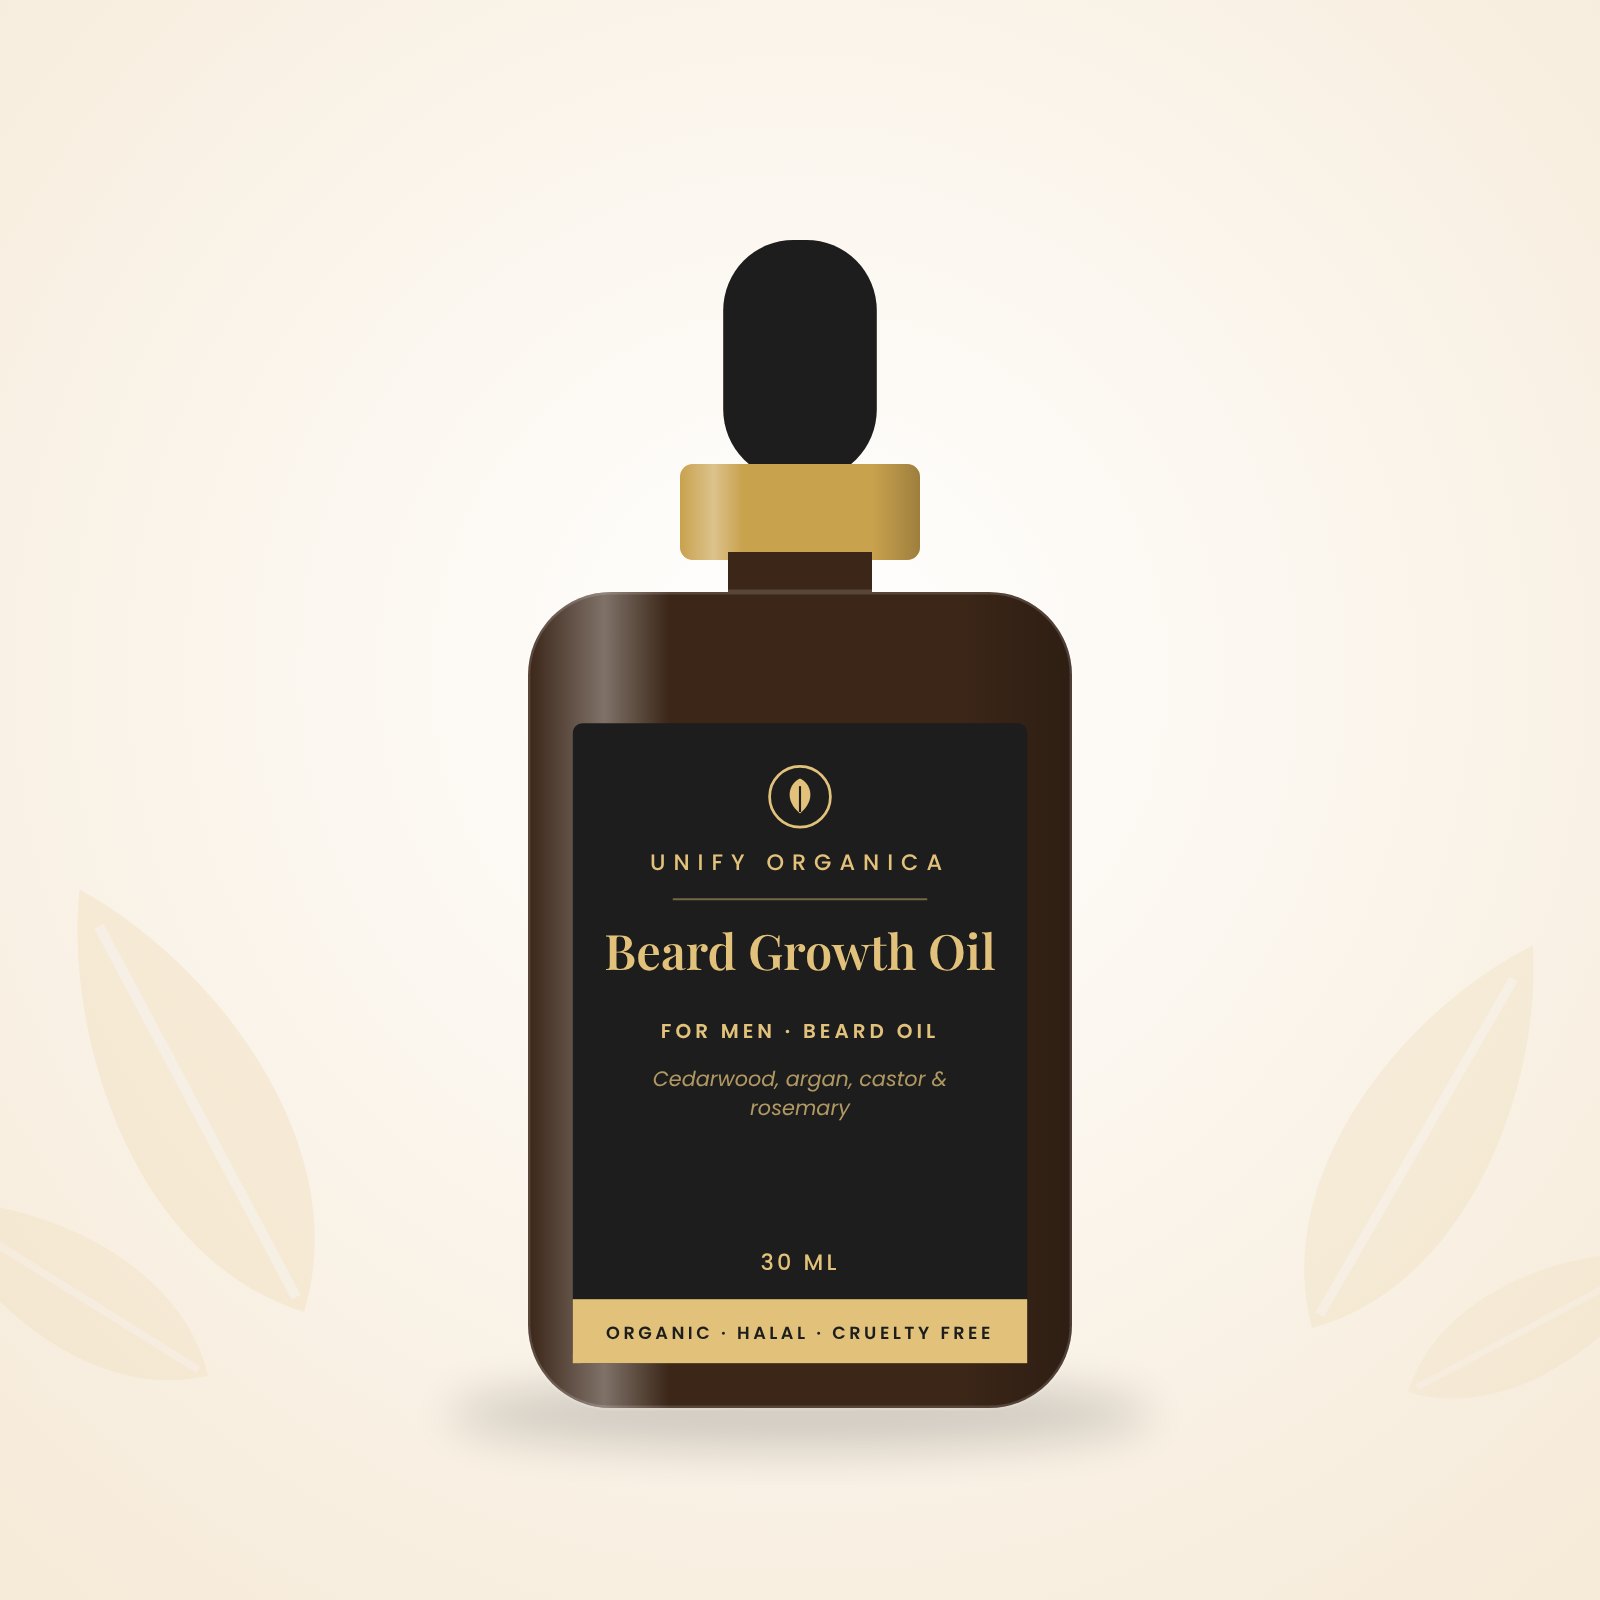 UNIFY ORGANICA
Beard Growth Oil
FOR MEN · BEARD OIL
Cedarwood, argan, castor &
rosemary
30 ML
ORGANIC · HALAL · CRUELTY FREE